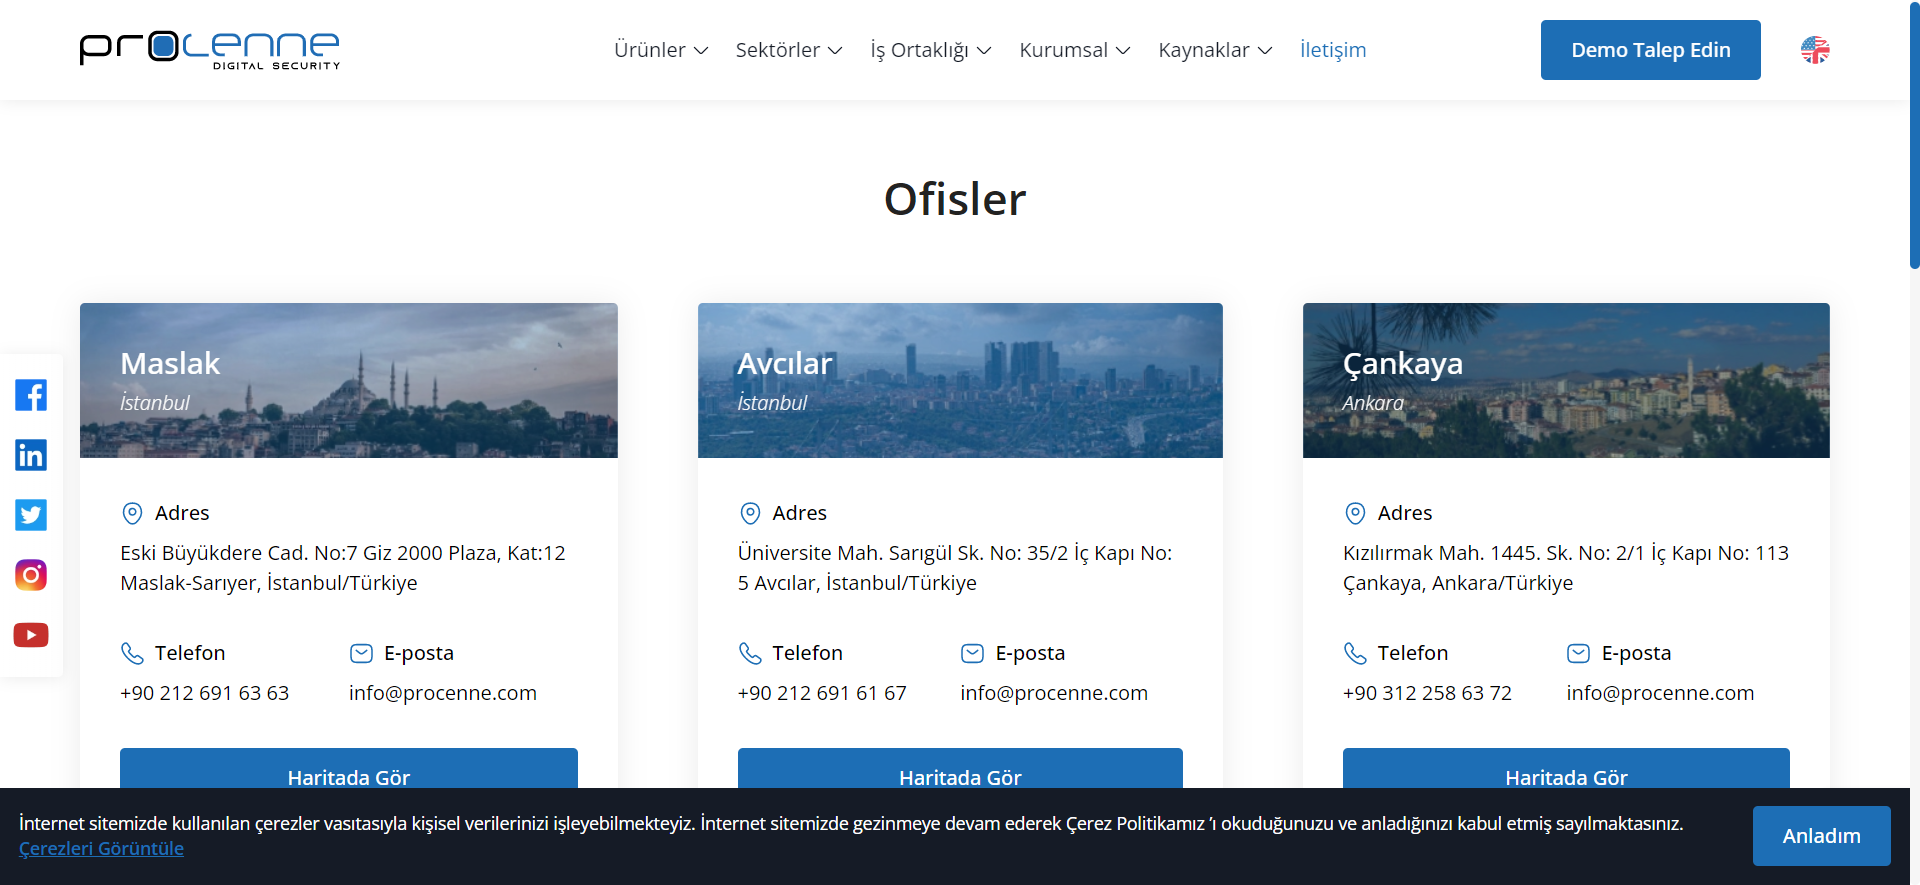 procenne
DIGITAL SECURITY
Ürünler
Sektörler
İş Ortaklığı
Kurumsal
Kaynaklar
İletişim
Demo Talep Edin
Ofisler
Maslak
İstanbul
Adres
Eski Büyükdere Cad. No:7 Giz 2000 Plaza, Kat:12
Maslak-Sarıyer, İstanbul/Türkiye
Telefon
+90 212 691 63 63
E-posta
info@procenne.com
Haritada Gör
Avcılar
İstanbul
Adres
Üniversite Mah. Sarıgül Sk. No: 35/2 İç Kapı No:
5 Avcılar, İstanbul/Türkiye
Telefon
+90 212 691 61 67
E-posta
info@procenne.com
Haritada Gör
Çankaya
Ankara
Adres
Kızılırmak Mah. 1445. Sk. No: 2/1 İç Kapı No: 113
Çankaya, Ankara/Türkiye
Telefon
+90 312 258 63 72
E-posta
info@procenne.com
Haritada Gör
İnternet sitemizde kullanılan çerezler vasıtasıyla kişisel verilerinizi işleyebilmekteyiz. İnternet sitemizde gezinmeye devam ederek Çerez Politikamız ’ı okuduğunuzu ve anladığınızı kabul etmiş sayılmaktasınız.
Çerezleri Görüntüle
Anladım